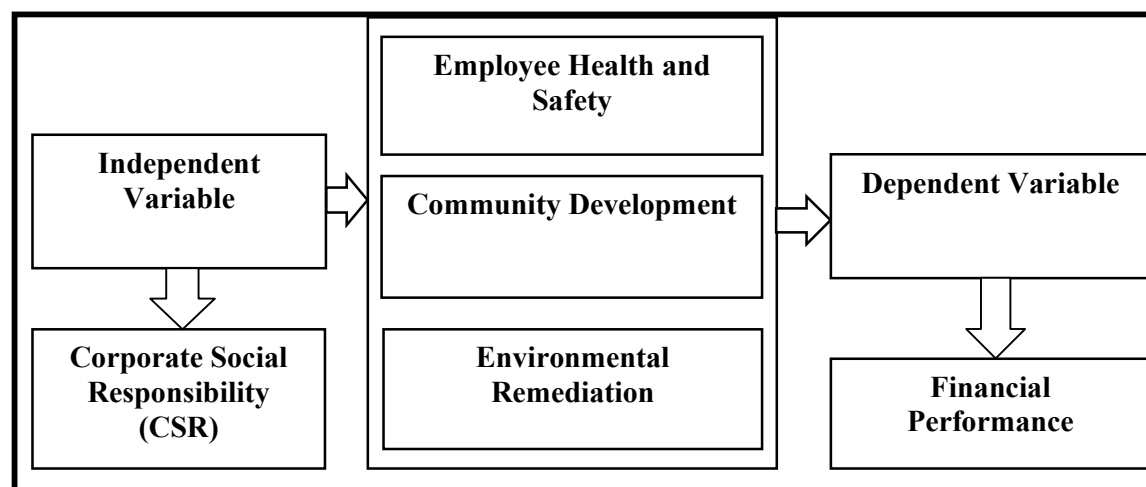 Independent
Variable
Corporate Social
Responsibility
(CSR)
Employee Health and
Safety
Community Development
Environmental
Remediation
Dependent Variable
Financial
Performance